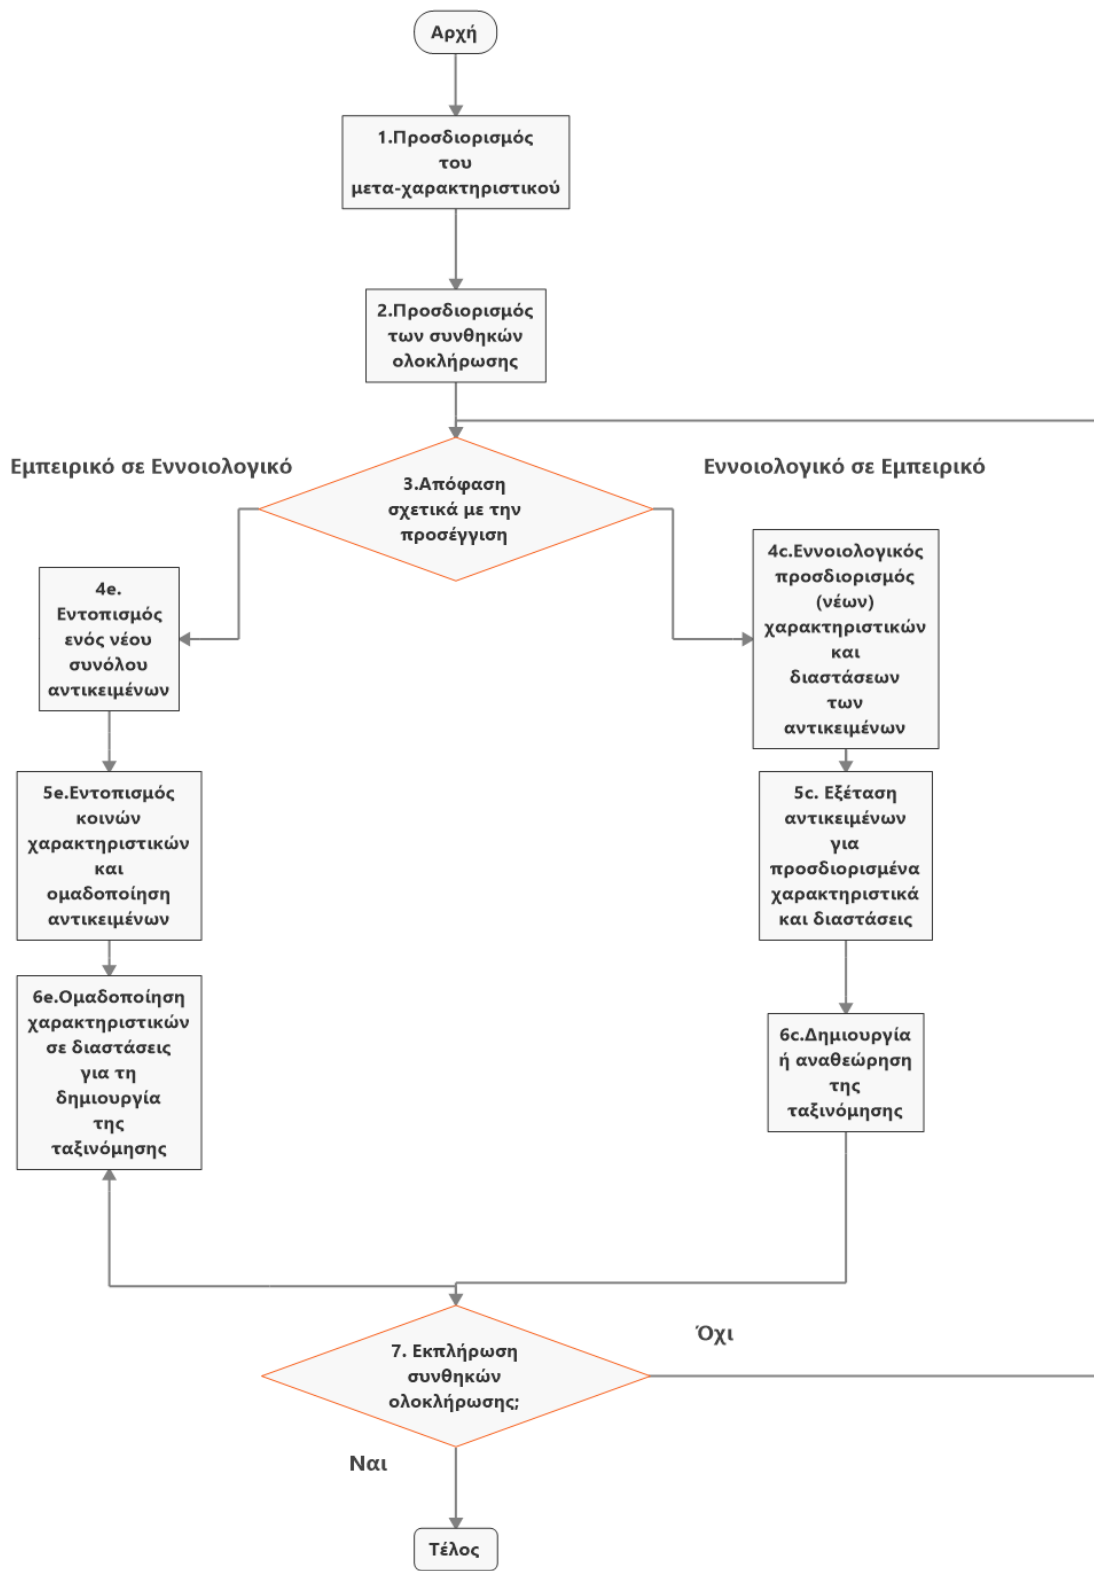 Αρχή
1.Προσδιορισμός
του
μετα-χαρακτηριστικού
2.Προσδιορισμός
των συνθηκών
ολοκλήρωσης
Εμπειρικό σε Εννοιολογικό
Εννοιολογικό σε Εμπειρικό
3.Απόφαση
σχετικά με την
προσέγγιση
4e.
Εντοπισμός
ενός νέου
συνόλου
αντικειμένων
5e.Εντοπισμός
κοινών
χαρακτηριστικών
και
ομαδοποίηση
αντικειμένων
6e.Ομαδοποίηση
χαρακτηριστικών
σε διαστάσεις
για τη
δημιουργία
της
ταξινόμησης
4c.Εννοιολογικός
προσδιορισμός
(νέων)
χαρακτηριστικών
και
διαστάσεων
των
αντικειμένων
5c. Εξέταση
αντικειμένων
για
προσδιορισμένα
χαρακτηριστικά
και διαστάσεις
6c.Δημιουργία
ή αναθεώρηση
της
ταξινόμησης
7. Εκπλήρωση
συνθηκών
ολοκλήρωσης;
Όχι
Ναι
Τέλος